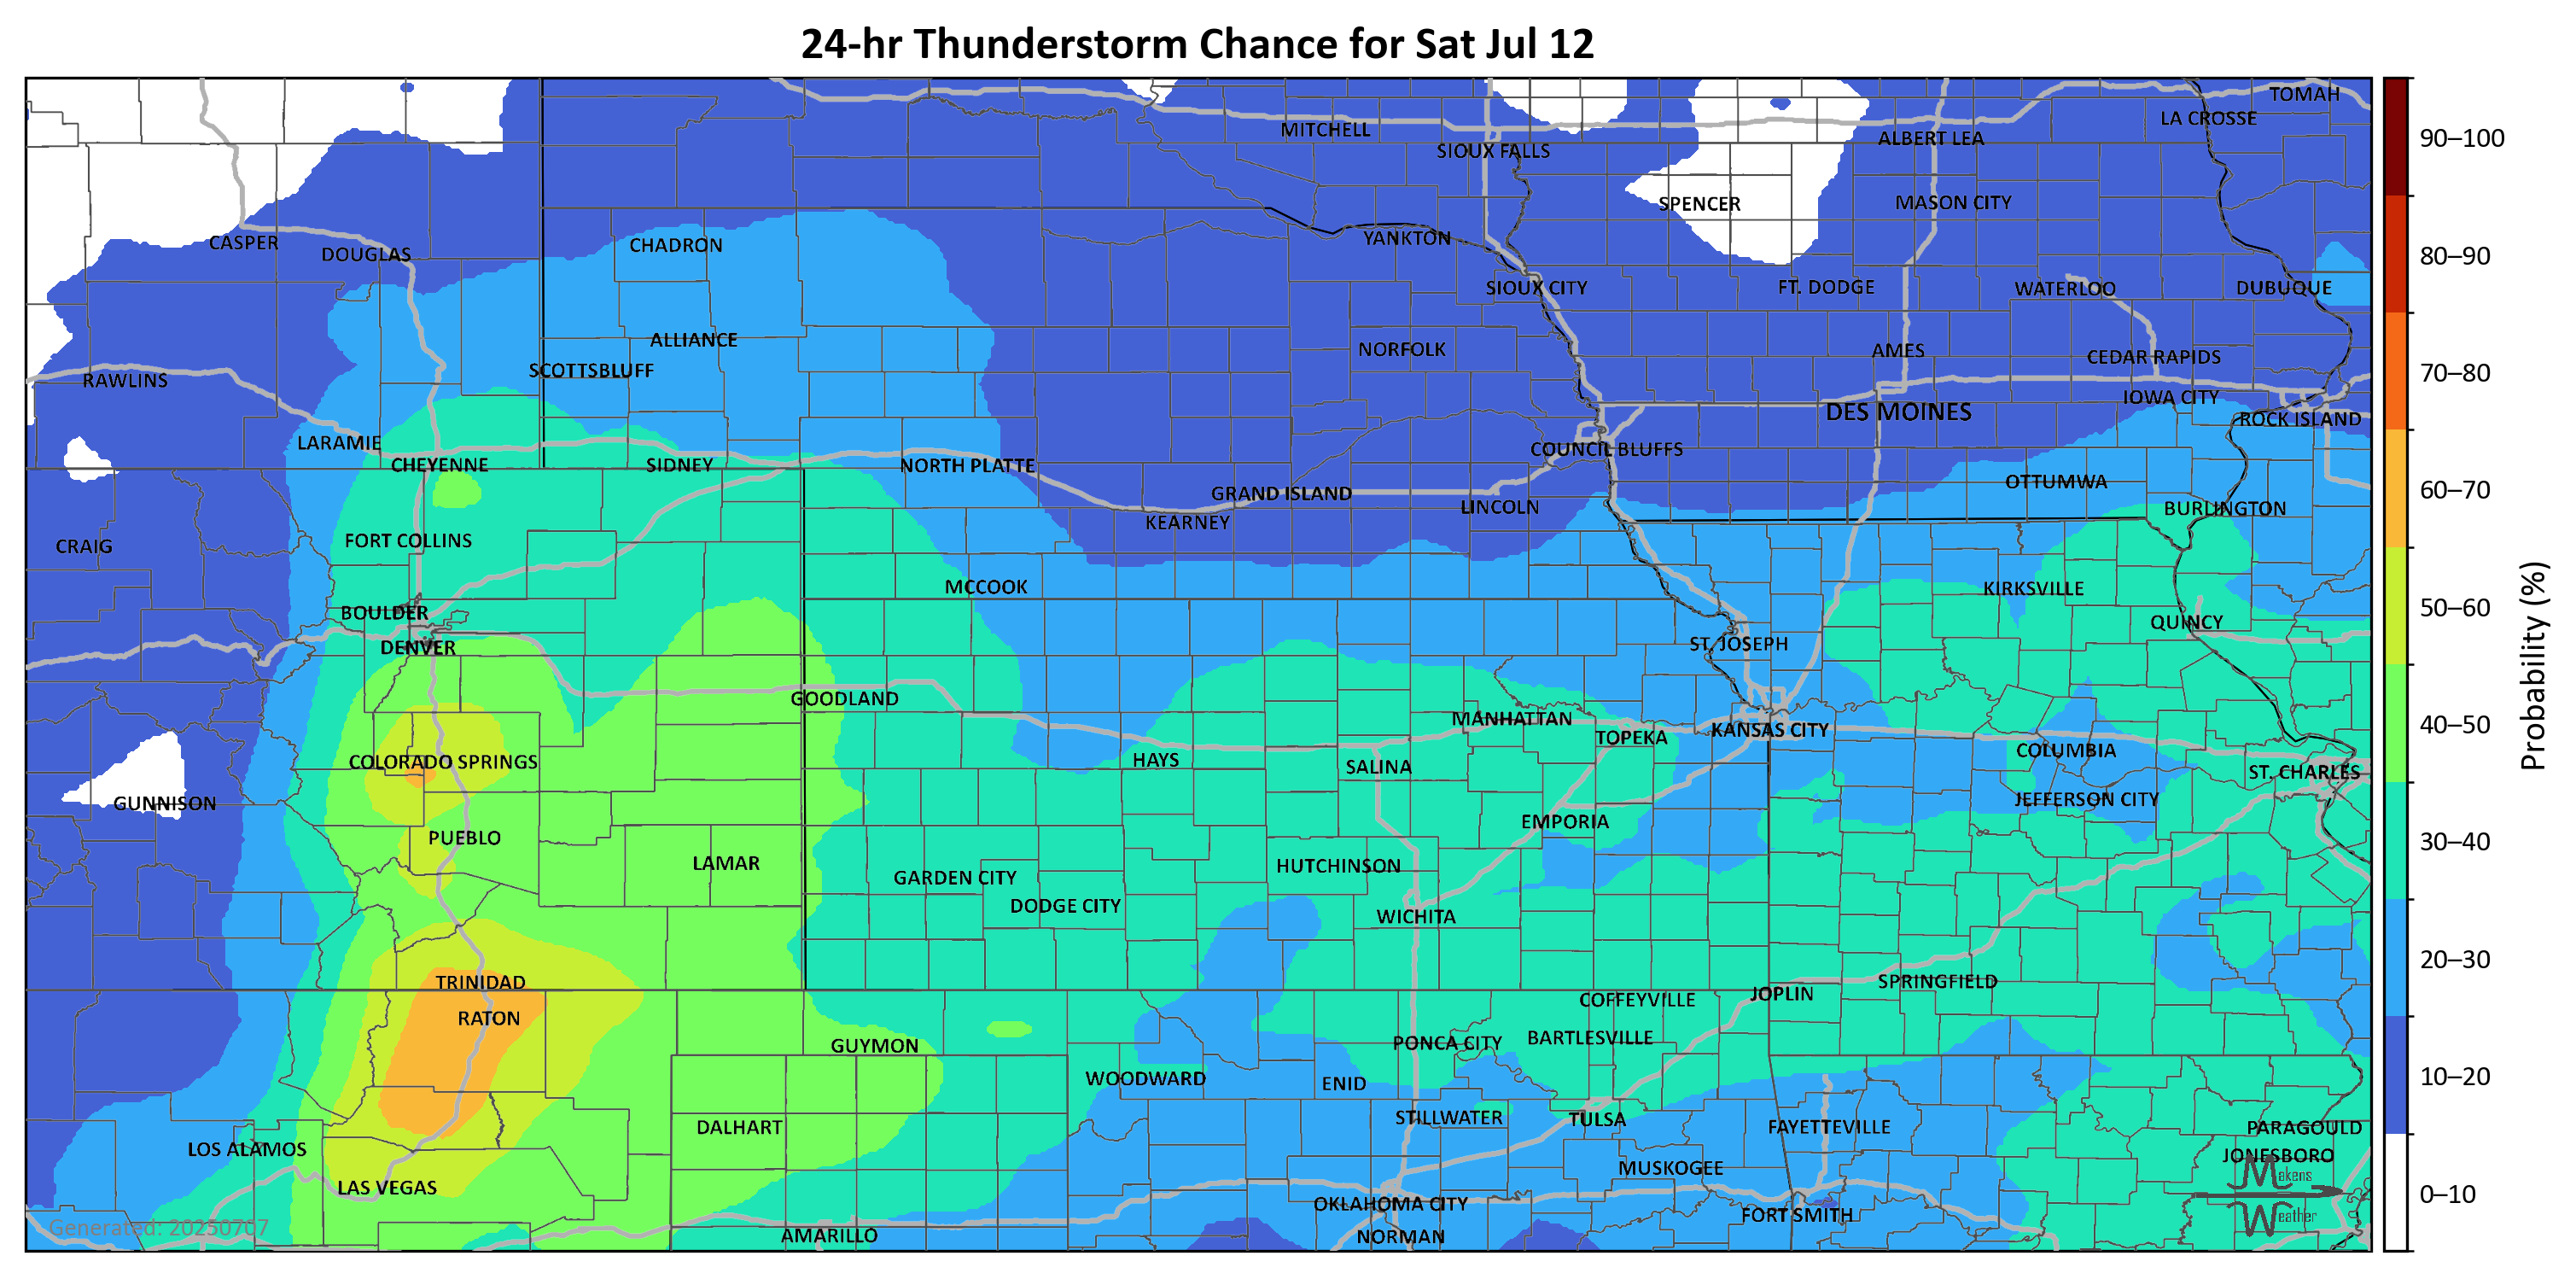 24-hr Thunderstorm Chance for Sat Jul 12
TOMAH
LA CROSSE
MITCHELL
ALBERT LEA
SIOUX FALLS
SPENCER
MASON CITY
CASPER
DOUGLAS
CHADRON
YANKTON
SIOUX CITY
FT. DODGE
WATERLOO
DUBUQUE
ALLIANCE
NORFOLK
AMES
CEDAR RAPIDS
RAWLINS
SCOTTSBLUFF
IOWA CITY
DES MOINES
ROCK ISLAND
LARAMIE
COUNCIL BLUFFS
CHEYENNE
SIDNEY
NORTH PLATTE
OTTUMWA
GRAND ISLAND
LINCOLN
BURLINGTON
KEARNEY
CRAIG
FORT COLLINS
MCCOOK
KIRKSVILLE
BOULDER
QUINCY
DENVER
ST. JOSEPH
GOODLAND
MANHATTAN
TOPEKA
KANSAS CITY
COLUMBIA
COLORADO SPRINGS
HAYS
SALINA
ST. CHARLES
GUNNISON
JEFFERSON CITY
PUEBLO
EMPORIA
LAMAR
HUTCHINSON
GARDEN CITY
DODGE CITY
WICHITA
TRINIDAD
SPRINGFIELD
JOPLIN
COFFEYVILLE
RATON
BARTLESVILLE
GUYMON
PONCA CITY
WOODWARD
ENID
STILLWATER
TULSA
DALHART
FAYETTEVILLE
PARAGOULD
LOS ALAMOS
JONESBORO
MUSKOGEE
LAS VEGAS
OKLAHOMA CITY
FORT SMITH
AMARILLO
NORMAN
Generated: 20250707
Makens
Weather
90–100
80–90
70–80
60–70
50–60
40–50
30–40
20–30
10–20
0–10
Probability (%)